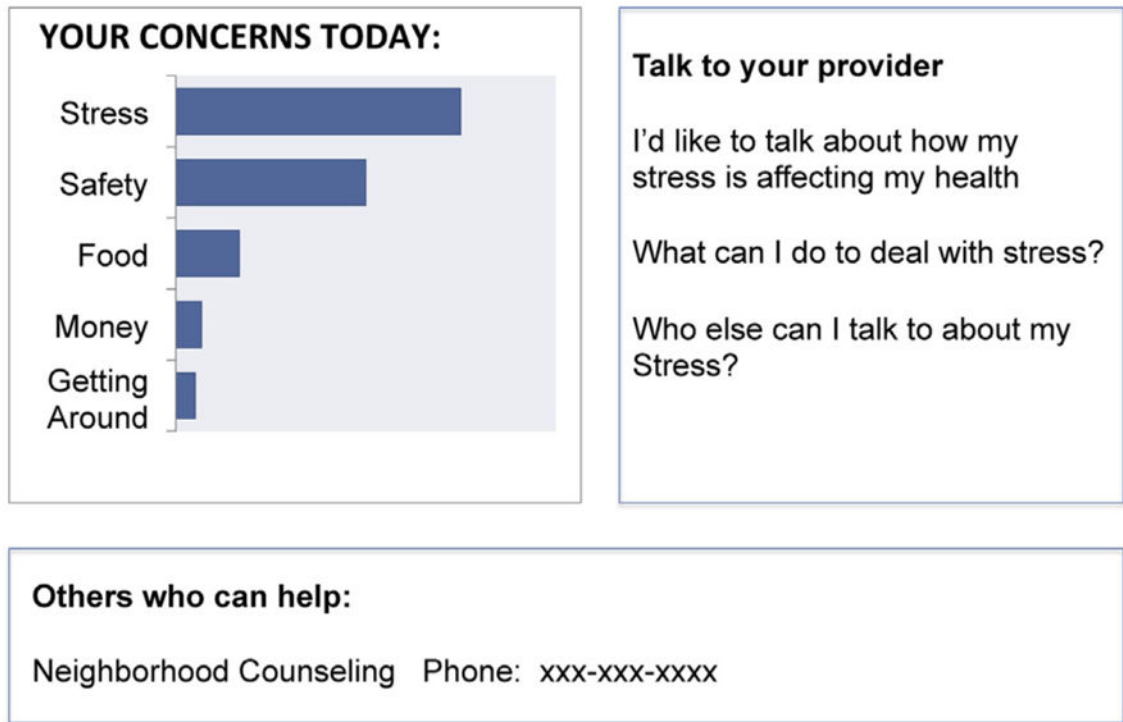 YOUR CONCERNS TODAY:
Stress
Safety
Food
Money
Getting
Around
Talk to your provider
I’d like to talk about how my
stress is affecting my health
What can I do to deal with stress?
Who else can I talk to about my
Stress?
Others who can help:
Neighborhood Counseling   Phone:  xxx-xxx-xxxx